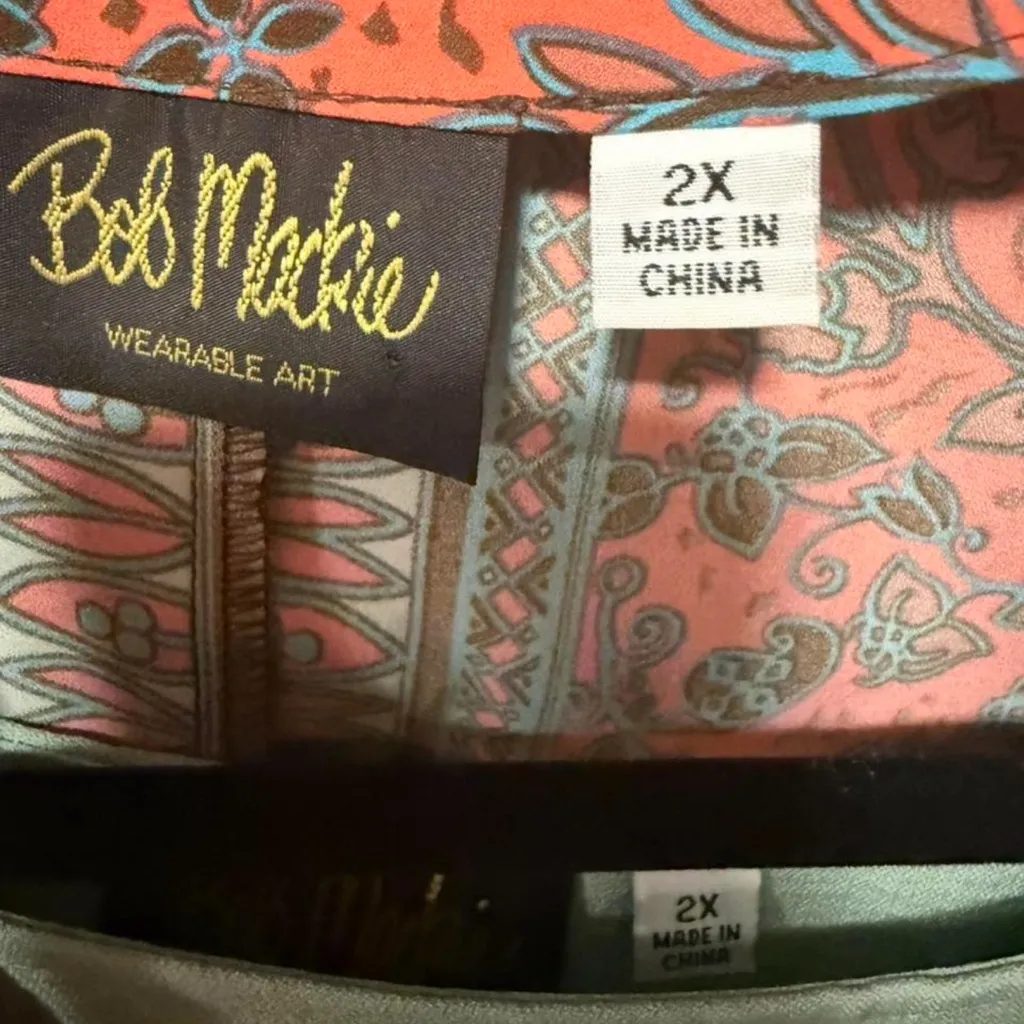 Bob Mackie
WEARABLE ART
2X
MADE IN
CHINA
2X
MADE IN
CHINA